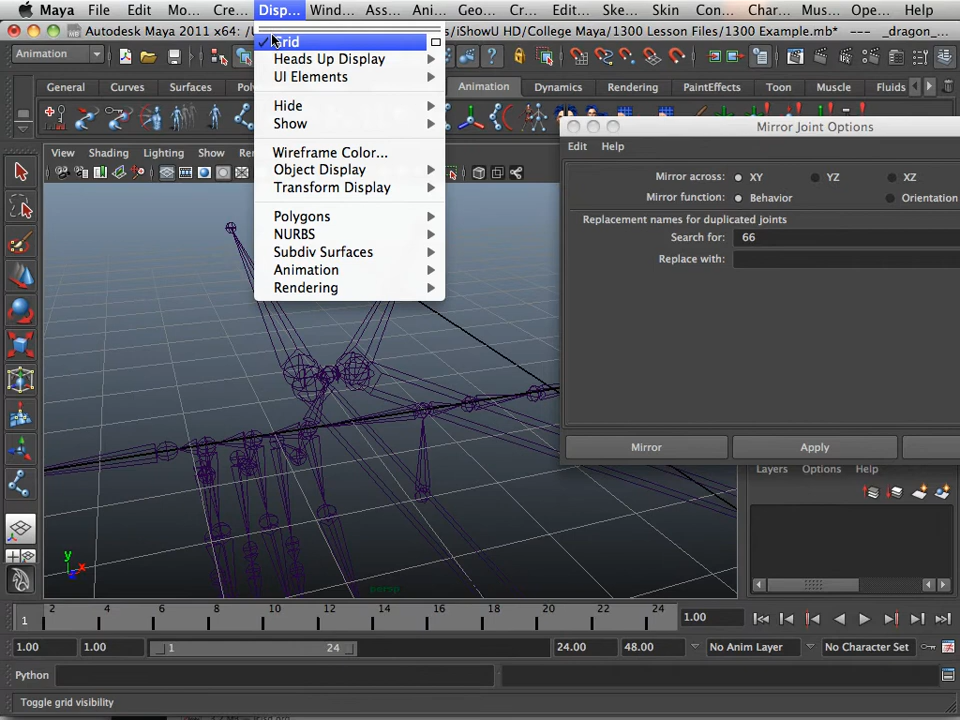 Maya File Edit Mo... Cre... Disp... Wind... Ass... Ani... Geo... Cr... Edit... Ske... Skin Con... Mus... Ope... Help
Autodesk Maya 2011 x64: /U
/iShowU HD/College Maya/1300 Lesson Files/1300 Example.mb* --- _dragon_...
Animation
General Curves Surfaces Pol Animation Dynamics Rendering PaintEffects Toon Muscle Fluids
View Shading Lighting Show Ren
Grid
Heads Up Display
UI Elements
Hide
Show
Wireframe Color...
Object Display
Transform Display
Polygons
NURBS
Subdiv Surfaces
Animation
Rendering
Mirror Joint Options
Edit Help
Mirror across: XY YZ XZ
Mirror function: Behavior Orientation
Replacement names for duplicated joints
Search for: 66
Replace with:
Mirror Apply
Layers Options Help
y
x
persp
2 4 6 8 10 12 14 16 18 20 22 24
1
1.00
1.00 1.00 1 24 24.00 48.00 No Anim Layer No Character Set
Python
Toggle grid visibility